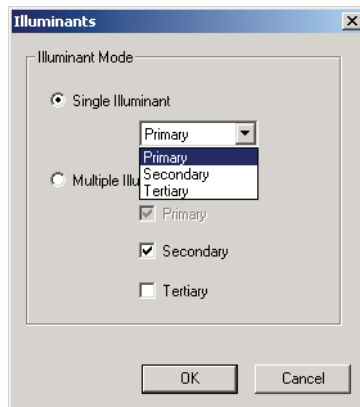 Illuminants
Illuminant Mode
Single Illuminant
Primary
Primary
Secondary
Tertiary
Multiple Illu
Primary
Secondary
Tertiary
OK
Cancel